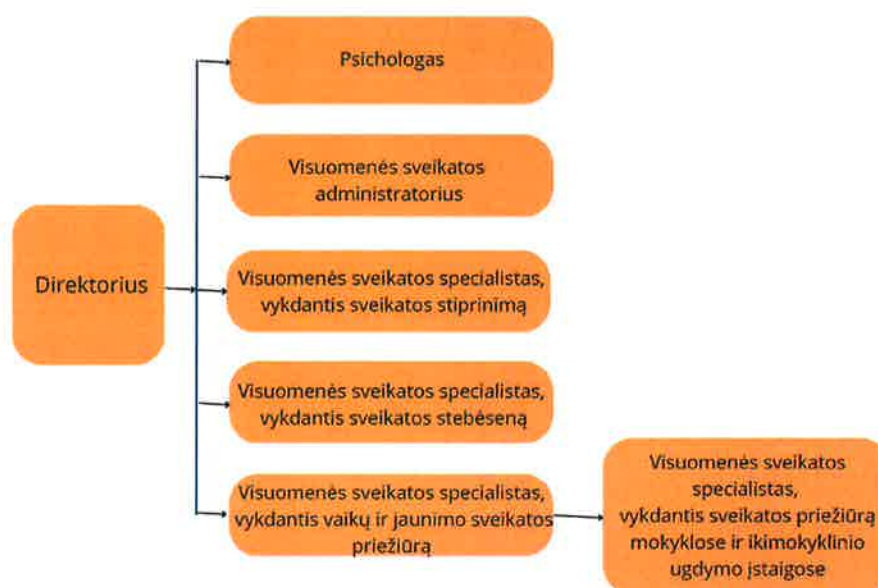 Psichologas
Visuomenės sveikatos
administratorius
Direktorius
Visuomenės sveikatos specialistas,
vykdantis sveikatos stiprinimą
Visuomenės sveikatos specialistas,
vykdantis sveikatos stebėseną
Visuomenės sveikatos specialistas,
vykdantis vaikų ir jaunimo sveikatos
priežiūrą
Visuomenės sveikatos
specialistas,
vykdantis sveikatos priežiūrą
mokyklose ir ikimokyklinio
ugdymo įstaigose